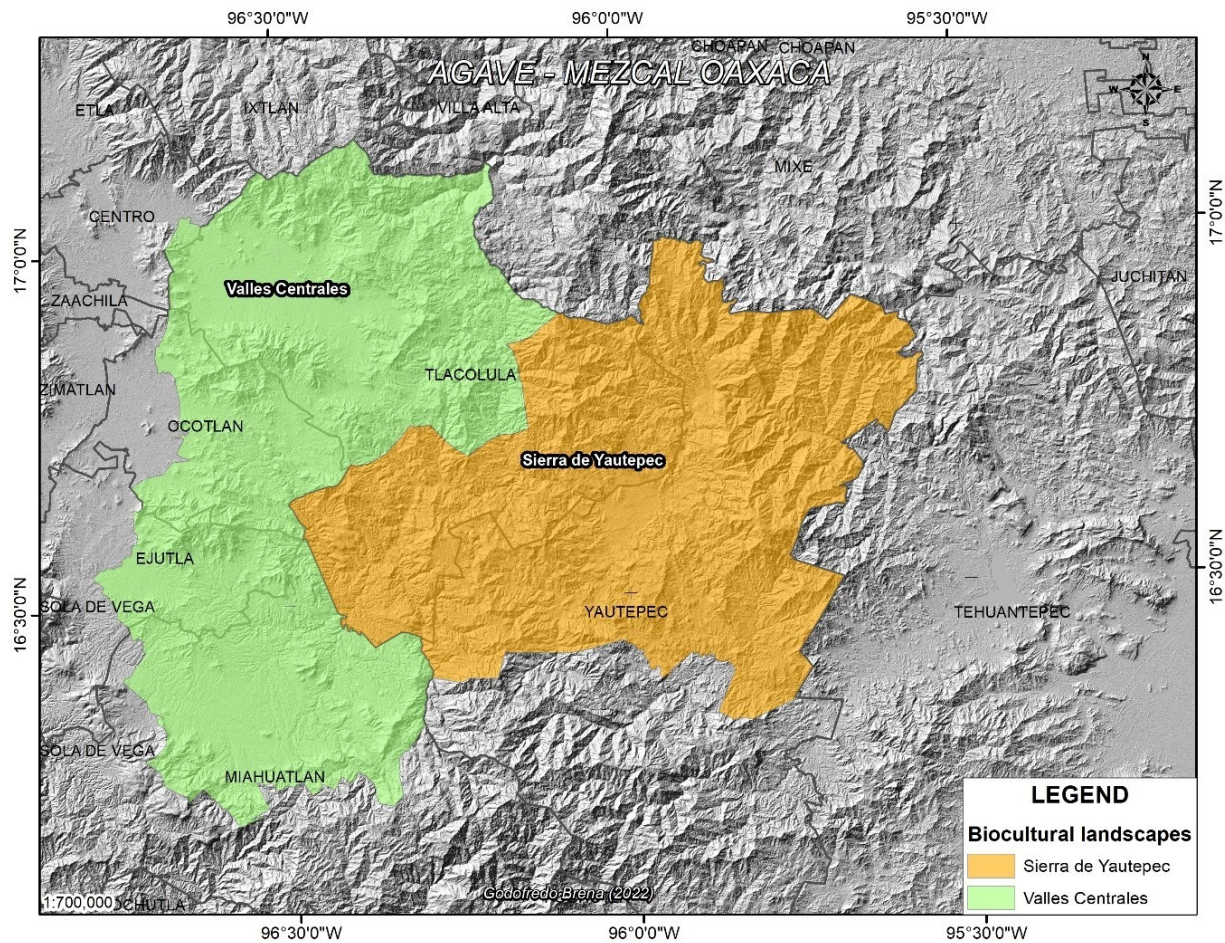 96°30'0"W 96°0'0"W 95°30'0"W
CHOAPAN CHOAPAN
AGAVE - MEZCAL OAXACA
N
W E
S
ETLA IXTLAN VILLA ALTA
MIXE
CENTRO
17°0'0"N
17°0'0"N
JUCHITAN
Valles Centrales
ZAACHILA
TLACOLULA
ZIMATLAN
OCOTLAN
Sierra de Yautepec
EJUTLA
16°30'0"N
16°30'0"N
SOLA DE VEGA
YAUTEPEC
TEHUANTEPEC
SOLA DE VEGA
MIAHUATLAN
LEGEND
Biocultural landscapes
Sierra de Yautepec
Valles Centrales
Godofredo Brena (2022)
1:700,000
OCHUTLA
96°30'0"W 96°0'0"W 95°30'0"W